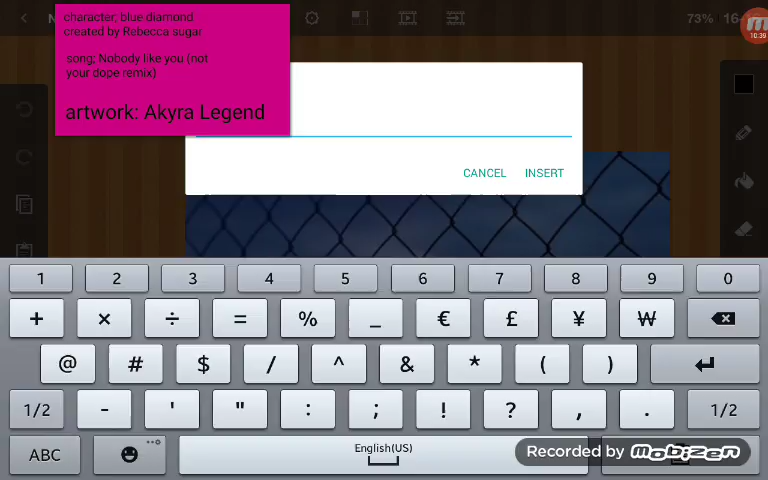 character; blue diamond
created by Rebecca sugar
song; Nobody like you (not
your dope remix)
artwork: Akyra Legend
73%
10:39
CANCEL INSERT
1 2 3 4 5 6 7 8 9 0
+ × ÷ = % _ € £ ¥ ₩
@ # $ / ^ & * ( )
1/2 - ' " : ; ! ? , . 1/2
ABC English(US)
Recorded by mobizen